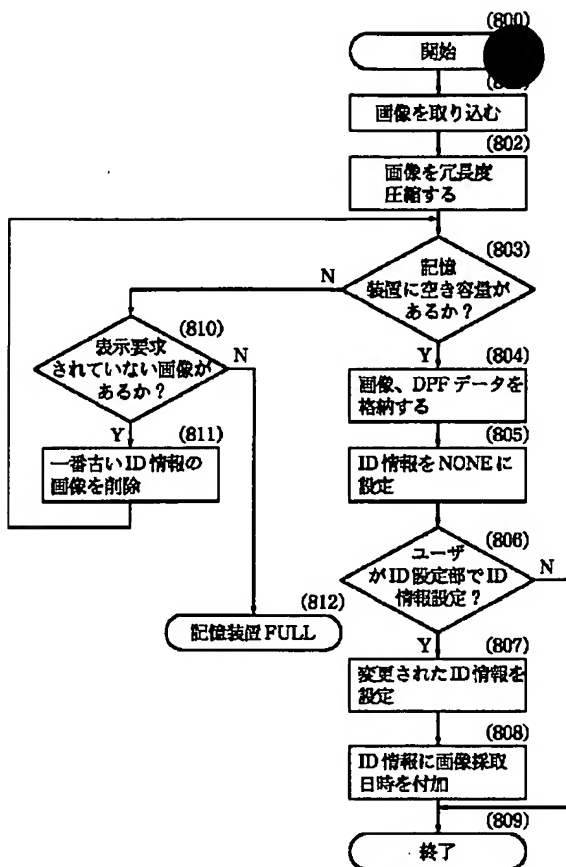 (800)
開始
画像を取り込む
(802)
画像を冗長度
圧縮する
(803)
記憶
装置に空き容量が
あるか？
N
Y
(810)
表示要求
されていない画像が
あるか？
N
Y
(811)
一番古いID情報の
画像を削除
(812)
記憶装置FULL
(804)
画像、DPFデータを
格納する
(805)
ID情報をNONEに
設定
(806)
ユーザ
がID設定部でID
情報設定？
N
Y
(807)
変更されたID情報を
設定
(808)
ID情報に画像採取
日時を付加
(809)
終了